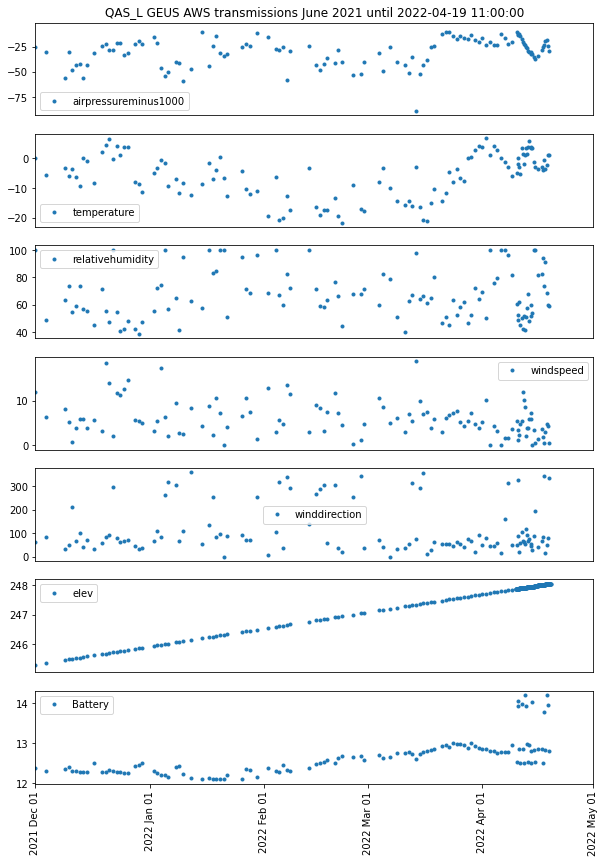 QAS_L GEUS AWS transmissions June 2021 until 2022-04-19 11:00:00
−25
−50
−75
airpressureminus1000
0
−10
−20
temperature
100
80
60
40
relativehumidity
10
0
windspeed
300
200
100
0
winddirection
248
247
246
elev
14
13
12
Battery
2021 Dec 01
2022 Jan 01
2022 Feb 01
2022 Mar 01
2022 Apr 01
2022 May 01